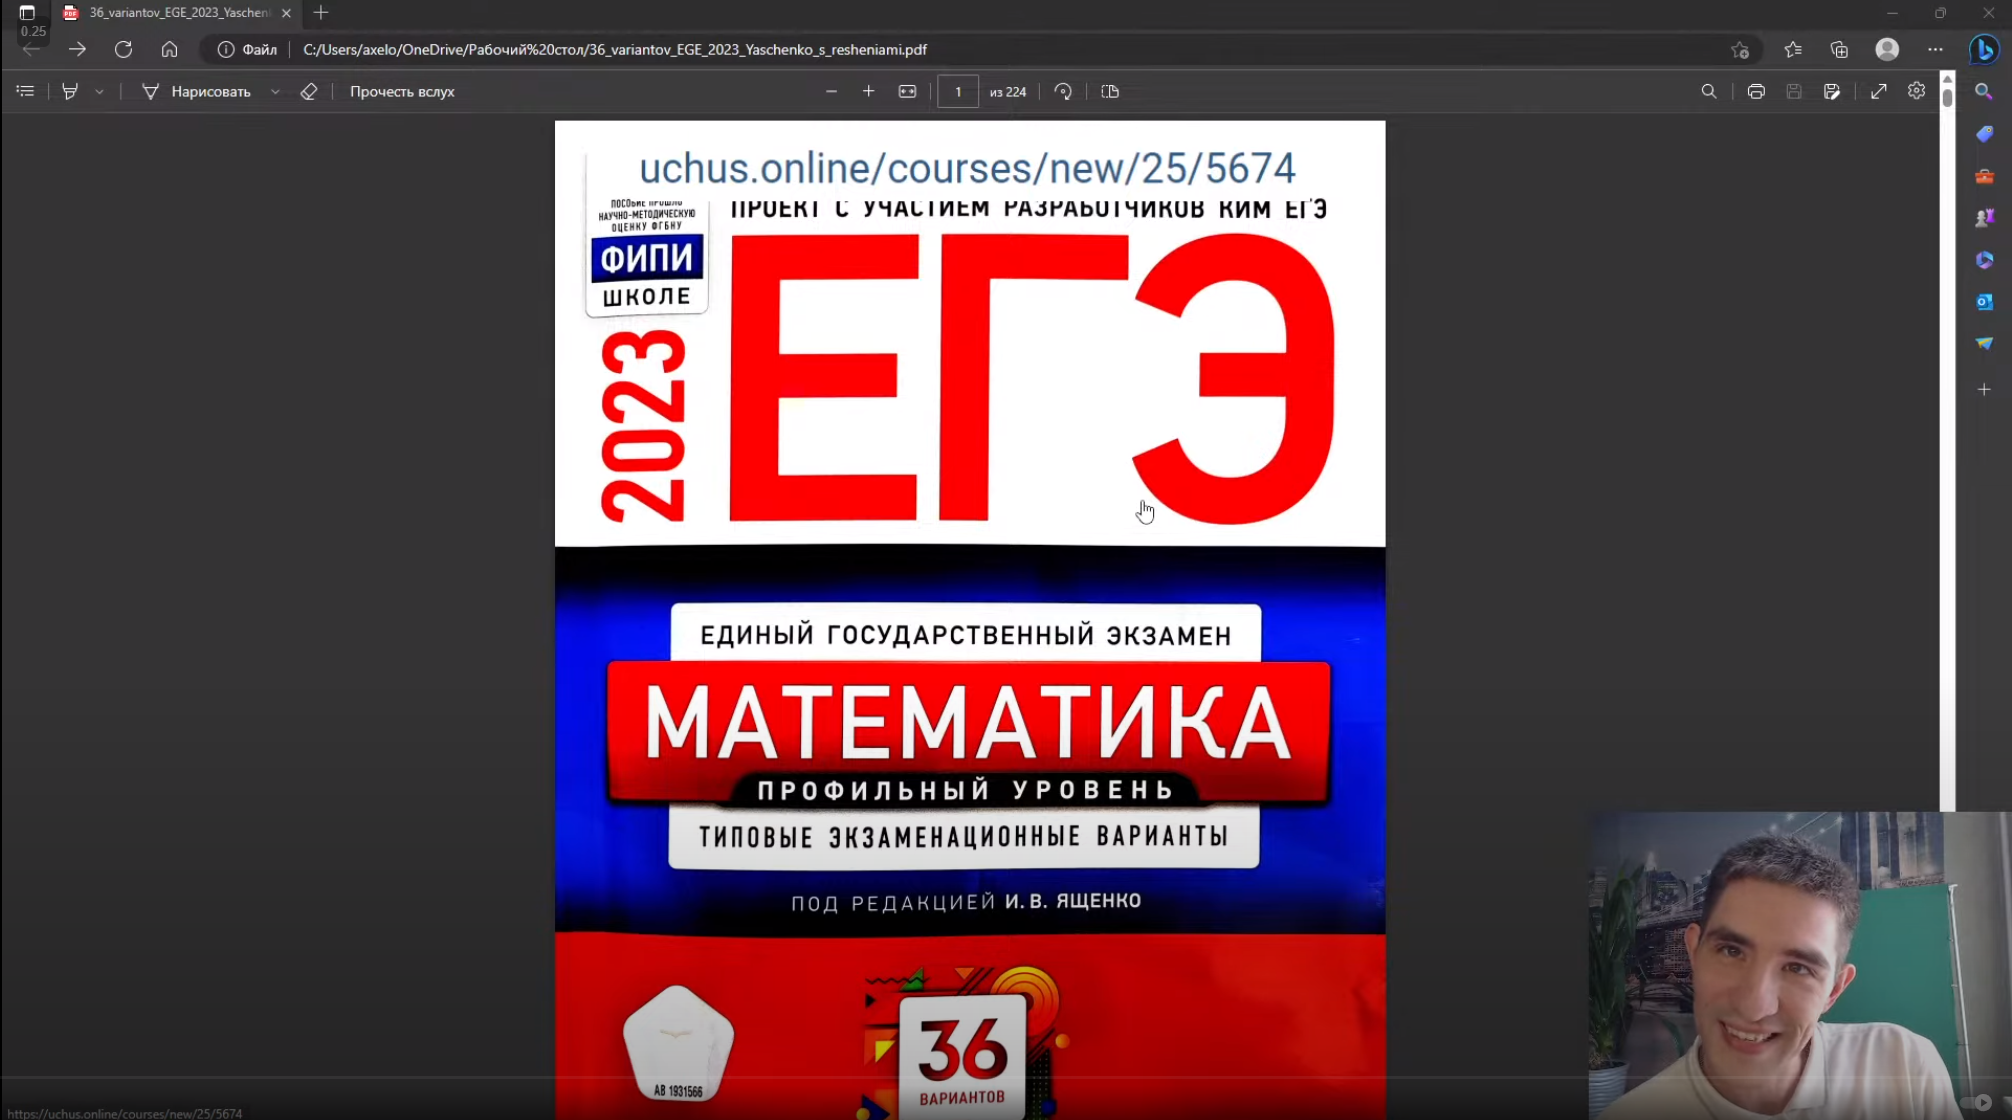 36_variantov_EGE_2023_Yaschenk
0.25
Файл
C:/Users/axelo/OneDrive/Рабочий%20стол/36_variantov_EGE_2023_Yaschenko_s_resheniami.pdf
Нарисовать
Прочесть вслух
1
из 224
uchus.online/courses/new/25/5674
ПОСОБИЕ ПРОШЛО
НАУЧНО-МЕТОДИЧЕСКУЮ
ОЦЕНКУ ФГБНУ
ФИПИ
ШКОЛЕ
ПРОЕКТ С УЧАСТИЕМ РАЗРАБОТЧИКОВ КИМ ЕГЭ
2023
ЕГЭ
ЕДИНЫЙ ГОСУДАРСТВЕННЫЙ ЭКЗАМЕН
МАТЕМАТИКА
ПРОФИЛЬНЫЙ УРОВЕНЬ
ТИПОВЫЕ ЭКЗАМЕНАЦИОННЫЕ ВАРИАНТЫ
ПОД РЕДАКЦИЕЙ И. В. ЯЩЕНКО
АВ 1931566
36
ВАРИАНТОВ
https://uchus.online/courses/new/25/5674